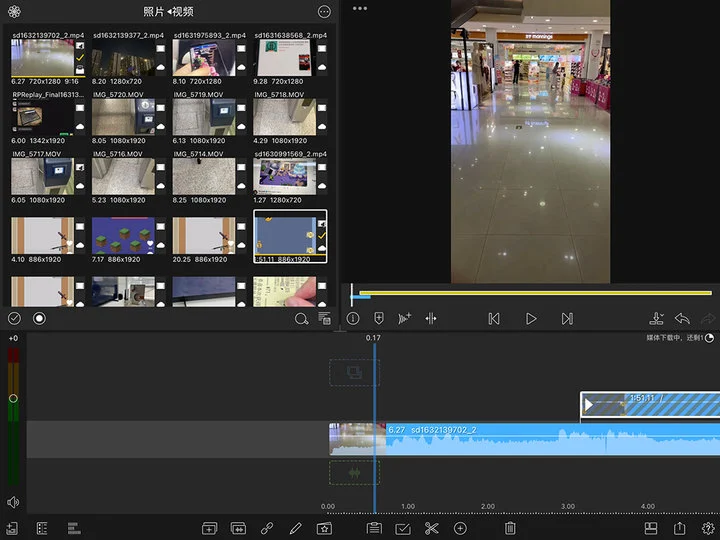 照片◂视频
sd1632139702_2.mp4
sd1632139377_2.mp4
sd1631975893_2.mp4
sd1631638568_2.mp4
6.27 720x1280 9:16
8.20 1280x720
8.10 720x1280
9.28 720x1280
RPReplay_Final16313...
IMG_5720.MOV
IMG_5719.MOV
IMG_5718.MOV
6.00 1342x1920
8.05 1080x1920
6.13 1080x1920
4.29 1080x1920
IMG_5717.MOV
IMG_5716.MOV
IMG_5714.MOV
sd1630991569_2.mp4
6.05 1080x1920
5.23 1080x1920
8.25 1080x1920
1.27 1280x720
4.10 886x1920
7.17 886x1920
20.25 886x1920
1:51.11 886x1920
mannings
+0
0.17
媒体下载中，还剩1
1:51.11
6.27 sd1632139702_2
0.00
1.00
2.00
3.00
4.00